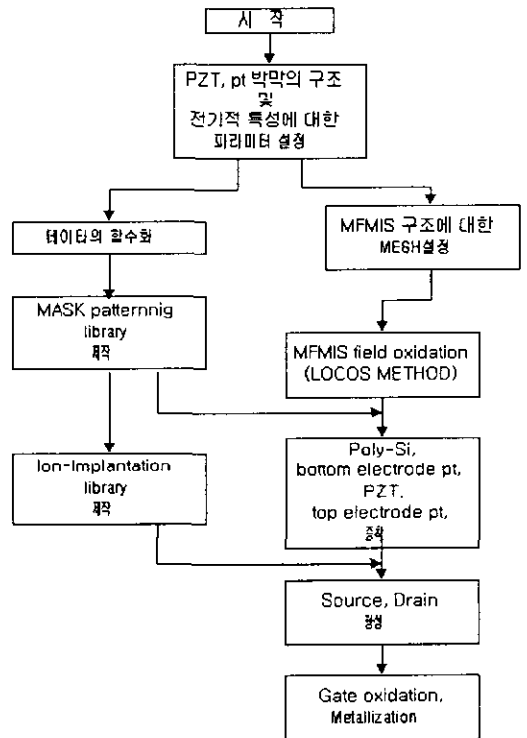 시 작
PZT, pt 박막의 구조
및
전기적 특성에 대한
파라미터 설정
데이타의 함수화
MFMIS 구조에 대한
MESH설정
MASK patternnig
library
제작
MFMIS field oxidation
(LOCOS METHOD)
Ion-Implantation
library
제작
Poly-Si,
bottom electrode pt,
PZT,
top electrode pt,
증착
Source, Drain
형성
Gate oxidation,
Metallization